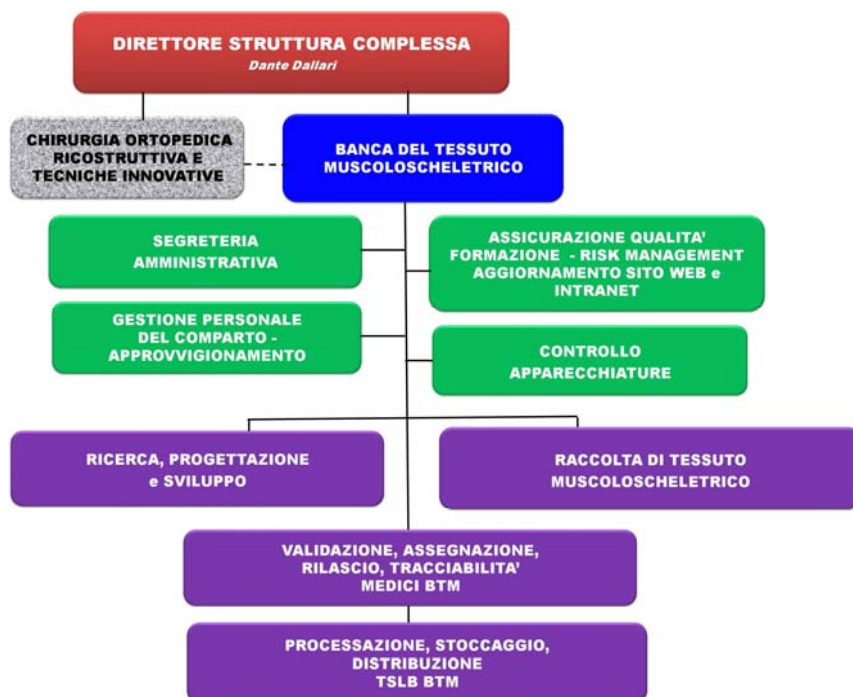 DIRETTORE STRUTTURA COMPLESSA
Dante Dallari
CHIRURGIA ORTOPEDICA
RICOSTRUTTIVA E
TECNICHE INNOVATIVE
BANCA DEL TESSUTO
MUSCOLOSCHELETRICO
SEGRETERIA
AMMINISTRATIVA
ASSICURAZIONE QUALITA'
FORMAZIONE - RISK MANAGEMENT
AGGIORNAMENTO SITO WEB e
INTRANET
GESTIONE PERSONALE
DEL COMPARTO -
APPROVVIGIONAMENTO
CONTROLLO
APPARECCHIATURE
RICERCA, PROGETTAZIONE
e SVILUPPO
RACCOLTA DI TESSUTO
MUSCOLOSCHELETRICO
VALIDAZIONE, ASSEGNAZIONE,
RILASCIO, TRACCIABILITA'
MEDICI BTM
PROCESSAZIONE, STOCCAGGIO,
DISTRIBUZIONE
TSLB BTM